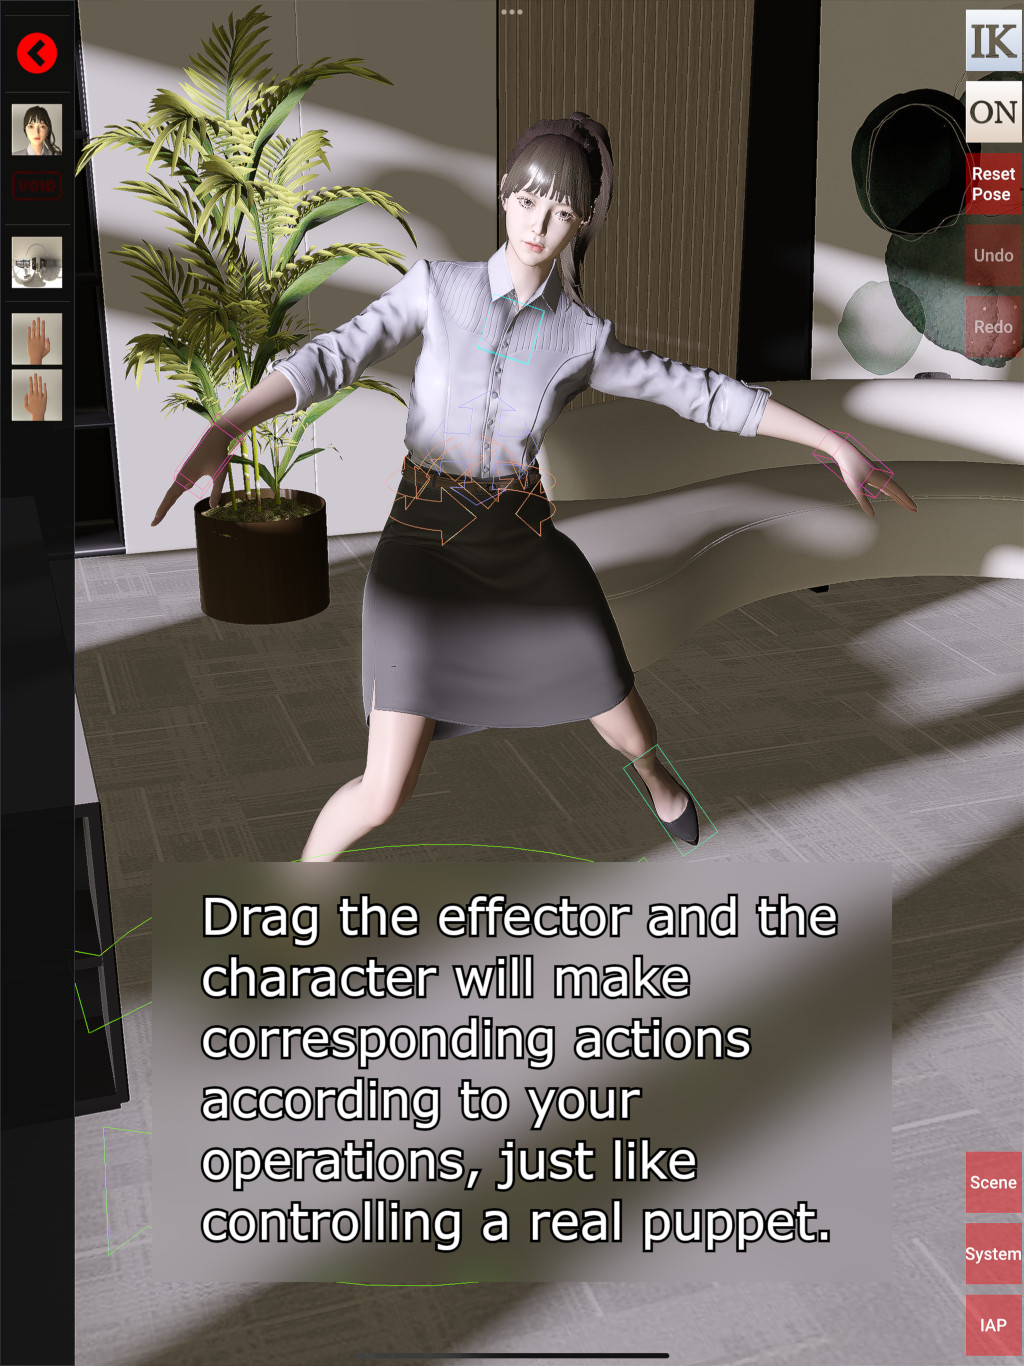 IK
ON
Reset
Pose
VOID
Undo
Redo
Drag the effector and the
character will make
corresponding actions
according to your
operations, just like
controlling a real puppet.
Scene
System
IAP